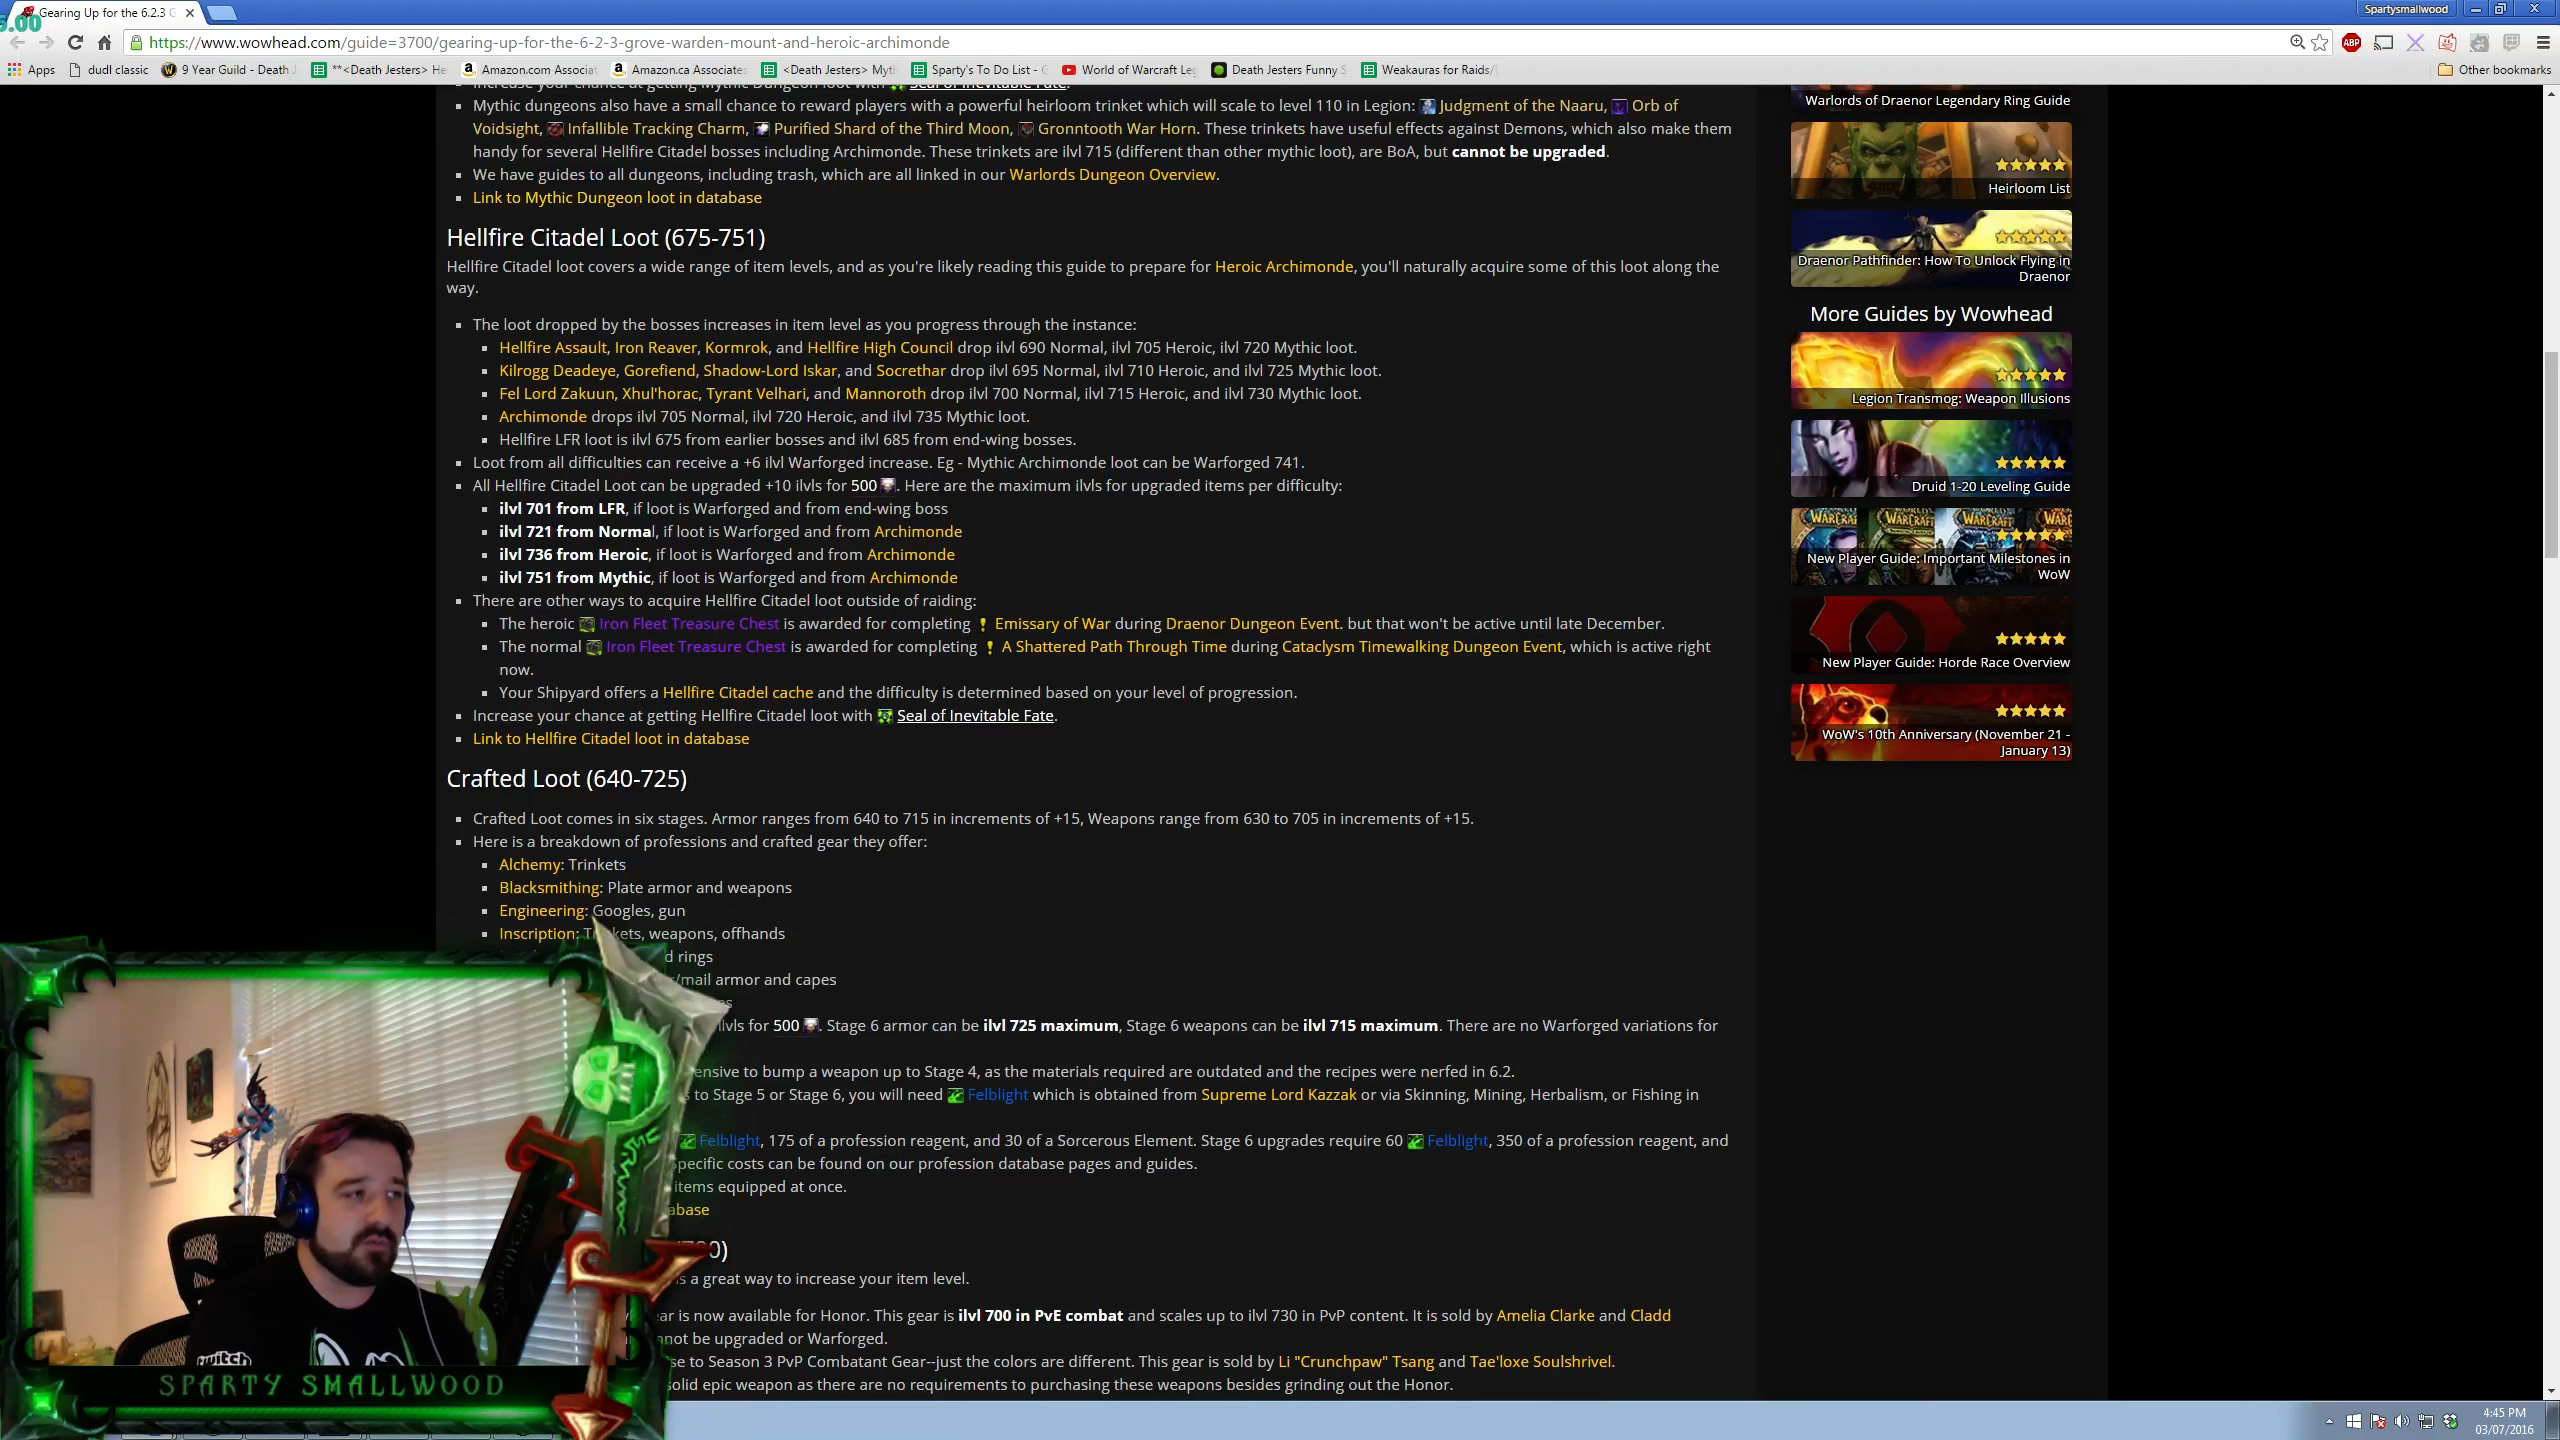 Gearing Up for the 6.2.3 G
Spartysmallwood
5.00
https://www.wowhead.com/guide=3700/gearing-up-for-the-6-2-3-grove-warden-mount-and-heroic-archimonde
ABP
Apps dudl classic 9 Year Guild - Death J **<Death Jesters> He Amazon.com Associat Amazon.ca Associates <Death Jesters> Myt Sparty's To Do List - G World of Warcraft Leg Death Jesters Funny S Weakauras for Raids/ Other bookmarks
Increase your chance at getting Mythic Dungeon loot with Seal of Inevitable Fate.
Mythic dungeons also have a small chance to reward players with a powerful heirloom trinket which will scale to level 110 in Legion: Judgment of the Naaru, Orb of
Voidsight, Infallible Tracking Charm, Purified Shard of the Third Moon, Gronntooth War Horn. These trinkets have useful effects against Demons, which also make them
handy for several Hellfire Citadel bosses including Archimonde. These trinkets are ilvl 715 (different than other mythic loot), are BoA, but cannot be upgraded.
We have guides to all dungeons, including trash, which are all linked in our Warlords Dungeon Overview.
Link to Mythic Dungeon loot in database
Hellfire Citadel Loot (675-751)
Hellfire Citadel loot covers a wide range of item levels, and as you're likely reading this guide to prepare for Heroic Archimonde, you'll naturally acquire some of this loot along the
way.
The loot dropped by the bosses increases in item level as you progress through the instance:
Hellfire Assault, Iron Reaver, Kormrok, and Hellfire High Council drop ilvl 690 Normal, ilvl 705 Heroic, ilvl 720 Mythic loot.
Kilrogg Deadeye, Gorefiend, Shadow-Lord Iskar, and Socrethar drop ilvl 695 Normal, ilvl 710 Heroic, and ilvl 725 Mythic loot.
Fel Lord Zakuun, Xhul'horac, Tyrant Velhari, and Mannoroth drop ilvl 700 Normal, ilvl 715 Heroic, and ilvl 730 Mythic loot.
Archimonde drops ilvl 705 Normal, ilvl 720 Heroic, and ilvl 735 Mythic loot.
Hellfire LFR loot is ilvl 675 from earlier bosses and ilvl 685 from end-wing bosses.
Loot from all difficulties can receive a +6 ilvl Warforged increase. Eg - Mythic Archimonde loot can be Warforged 741.
All Hellfire Citadel Loot can be upgraded +10 ilvls for 500 . Here are the maximum ilvls for upgraded items per difficulty:
ilvl 701 from LFR, if loot is Warforged and from end-wing boss
ilvl 721 from Normal, if loot is Warforged and from Archimonde
ilvl 736 from Heroic, if loot is Warforged and from Archimonde
ilvl 751 from Mythic, if loot is Warforged and from Archimonde
There are other ways to acquire Hellfire Citadel loot outside of raiding:
The heroic Iron Fleet Treasure Chest is awarded for completing Emissary of War during Draenor Dungeon Event. but that won't be active until late December.
The normal Iron Fleet Treasure Chest is awarded for completing A Shattered Path Through Time during Cataclysm Timewalking Dungeon Event, which is active right
now.
Your Shipyard offers a Hellfire Citadel cache and the difficulty is determined based on your level of progression.
Increase your chance at getting Hellfire Citadel loot with Seal of Inevitable Fate.
Link to Hellfire Citadel loot in database
Crafted Loot (640-725)
Crafted Loot comes in six stages. Armor ranges from 640 to 715 in increments of +15, Weapons range from 630 to 705 in increments of +15.
Here is a breakdown of professions and crafted gear they offer:
Alchemy: Trinkets
Blacksmithing: Plate armor and weapons
Engineering: Googles, gun
Inscription: Trinkets, weapons, offhands
d rings
/mail armor and capes
ilvls for 500 . Stage 6 armor can be ilvl 725 maximum, Stage 6 weapons can be ilvl 715 maximum. There are no Warforged variations for
ensive to bump a weapon up to Stage 4, as the materials required are outdated and the recipes were nerfed in 6.2.
s to Stage 5 or Stage 6, you will need Felblight which is obtained from Supreme Lord Kazzak or via Skinning, Mining, Herbalism, or Fishing in
Felblight, 175 of a profession reagent, and 30 of a Sorcerous Element. Stage 6 upgrades require 60 Felblight, 350 of a profession reagent, and
specific costs can be found on our profession database pages and guides.
items equipped at once.
abase
is a great way to increase your item level.
ear is now available for Honor. This gear is ilvl 700 in PvE combat and scales up to ilvl 730 in PvP content. It is sold by Amelia Clarke and Cladd
not be upgraded or Warforged.
se to Season 3 PvP Combatant Gear--just the colors are different. This gear is sold by Li "Crunchpaw" Tsang and Tae'loxe Soulshrivel.
solid epic weapon as there are no requirements to purchasing these weapons besides grinding out the Honor.
Warlords of Draenor Legendary Ring Guide
Heirloom List
Draenor Pathfinder: How To Unlock Flying in
Draenor
More Guides by Wowhead
Legion Transmog: Weapon Illusions
Druid 1-20 Leveling Guide
WARCRAFT WARCRAFT WARCRAFT WAR
New Player Guide: Important Milestones in
WoW
New Player Guide: Horde Race Overview
WoW's 10th Anniversary (November 21 -
January 13)
twitch
SPARTY SMALLWOOD
4:45 PM
03/07/2016